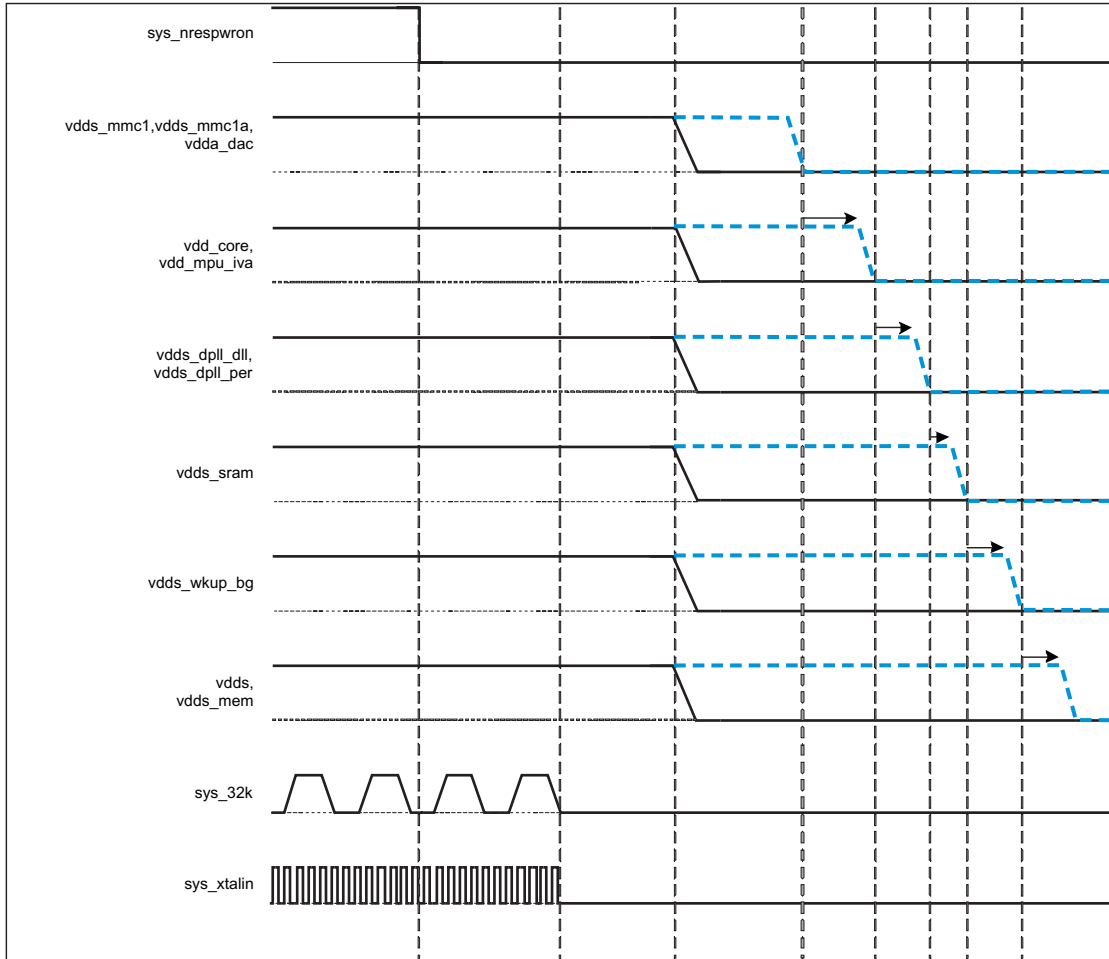 sys_nrespwron
vdds_mmc1,vdds_mmc1a,
vdda_dac
vdd_core,
vdd_mpu_iva
vdds_dpll_dll,
vdds_dpll_per
vdds_sram
vdds_wkup_bg
vdds,
vdds_mem
sys_32k
sys_xtalin